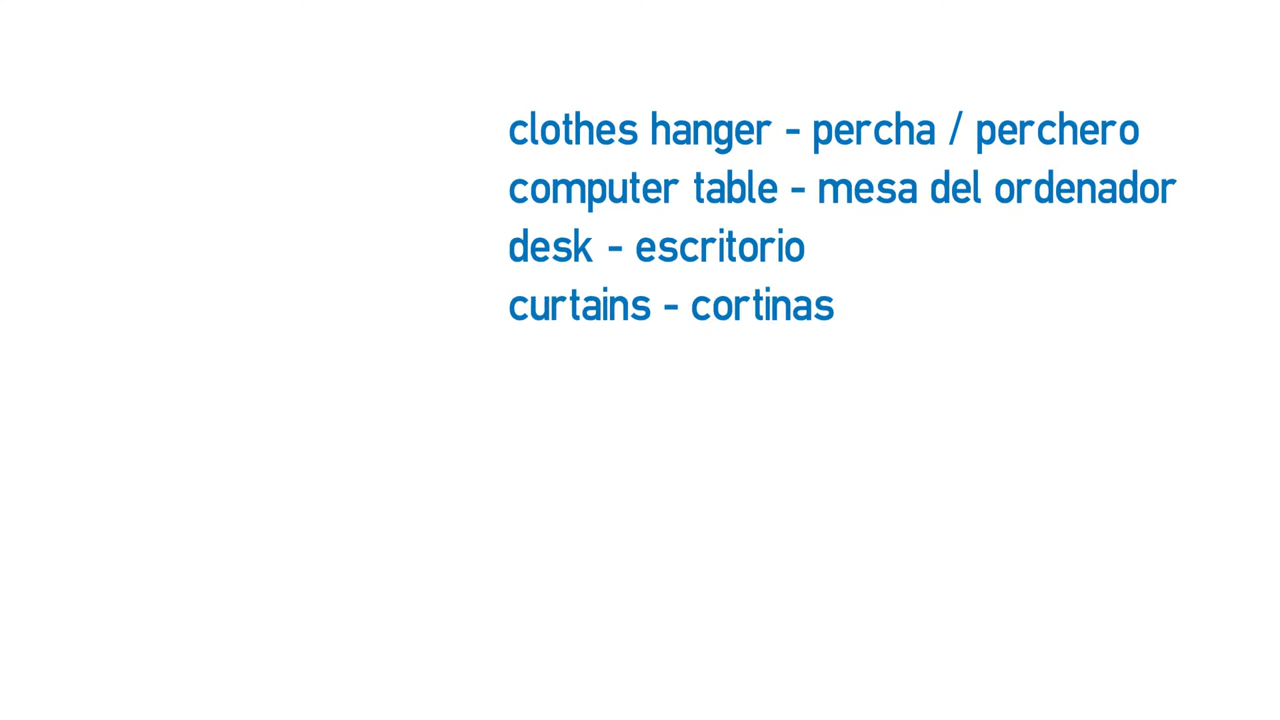 clothes hanger - percha / perchero
computer table - mesa del ordenador
desk - escritorio
curtains - cortinas